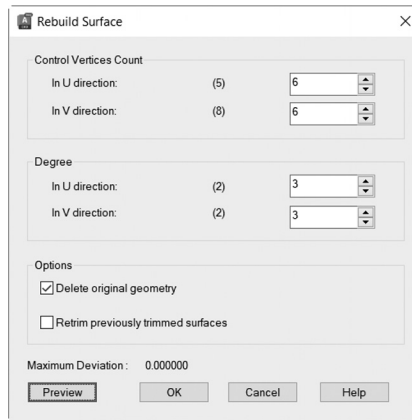 Rebuild Surface
Control Vertices Count
In U direction: (5) 6
In V direction: (8) 6
Degree
In U direction: (2) 3
In V direction: (2) 3
Options
Delete original geometry
Retrim previously trimmed surfaces
Maximum Deviation : 0.000000
Preview OK Cancel Help